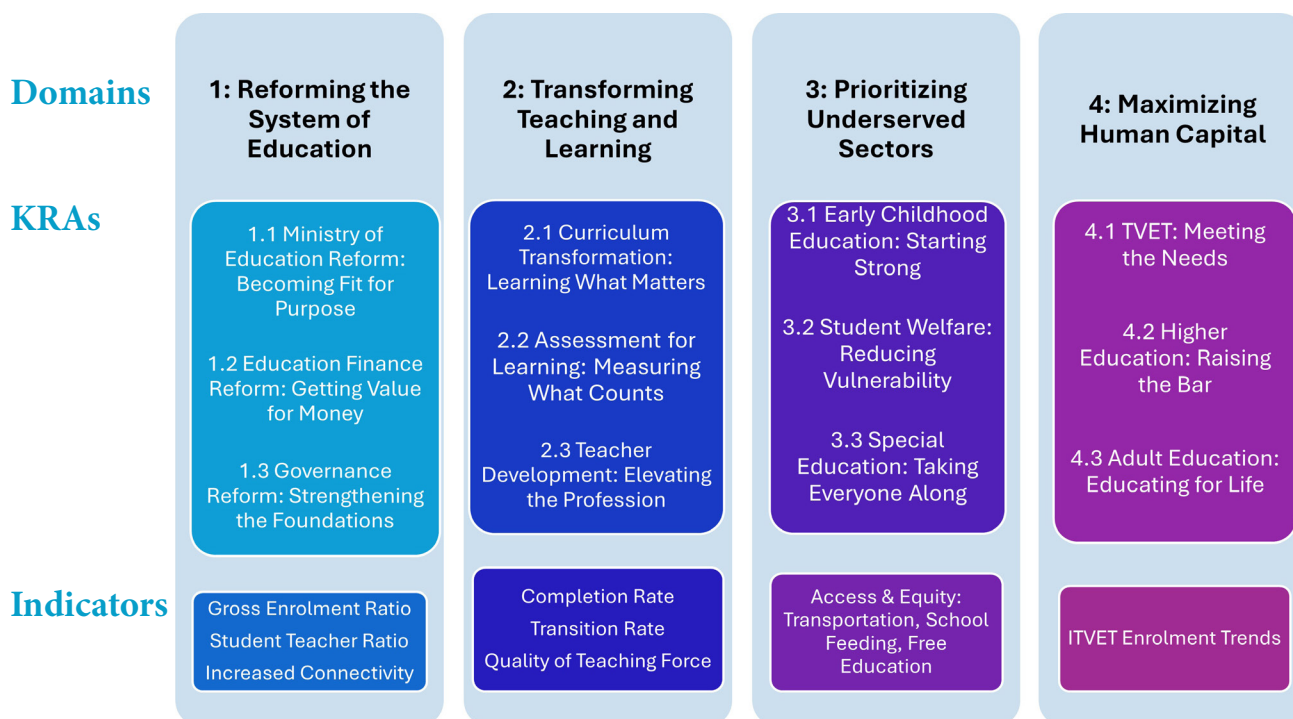 Domains
1: Reforming the
System of
Education
2: Transforming
Teaching and
Learning
3: Prioritizing
Underserved
Sectors
4: Maximizing
Human Capital
KRAs
1.1 Ministry of
Education Reform:
Becoming Fit for
Purpose
1.2 Education Finance
Reform: Getting Value
for Money
1.3 Governance
Reform: Strengthening
the Foundations
2.1 Curriculum
Transformation:
Learning What Matters
2.2 Assessment for
Learning: Measuring
What Counts
2.3 Teacher
Development: Elevating
the Profession
3.1 Early Childhood
Education: Starting
Strong
3.2 Student Welfare:
Reducing
Vulnerability
3.3 Special
Education: Taking
Everyone Along
4.1 TVET: Meeting
the Needs
4.2 Higher
Education: Raising
the Bar
4.3 Adult Education:
Educating for Life
Indicators
Gross Enrolment Ratio
Student Teacher Ratio
Increased Connectivity
Completion Rate
Transition Rate
Quality of Teaching Force
Access & Equity:
Transportation, School
Feeding, Free
Education
ITVET Enrolment Trends